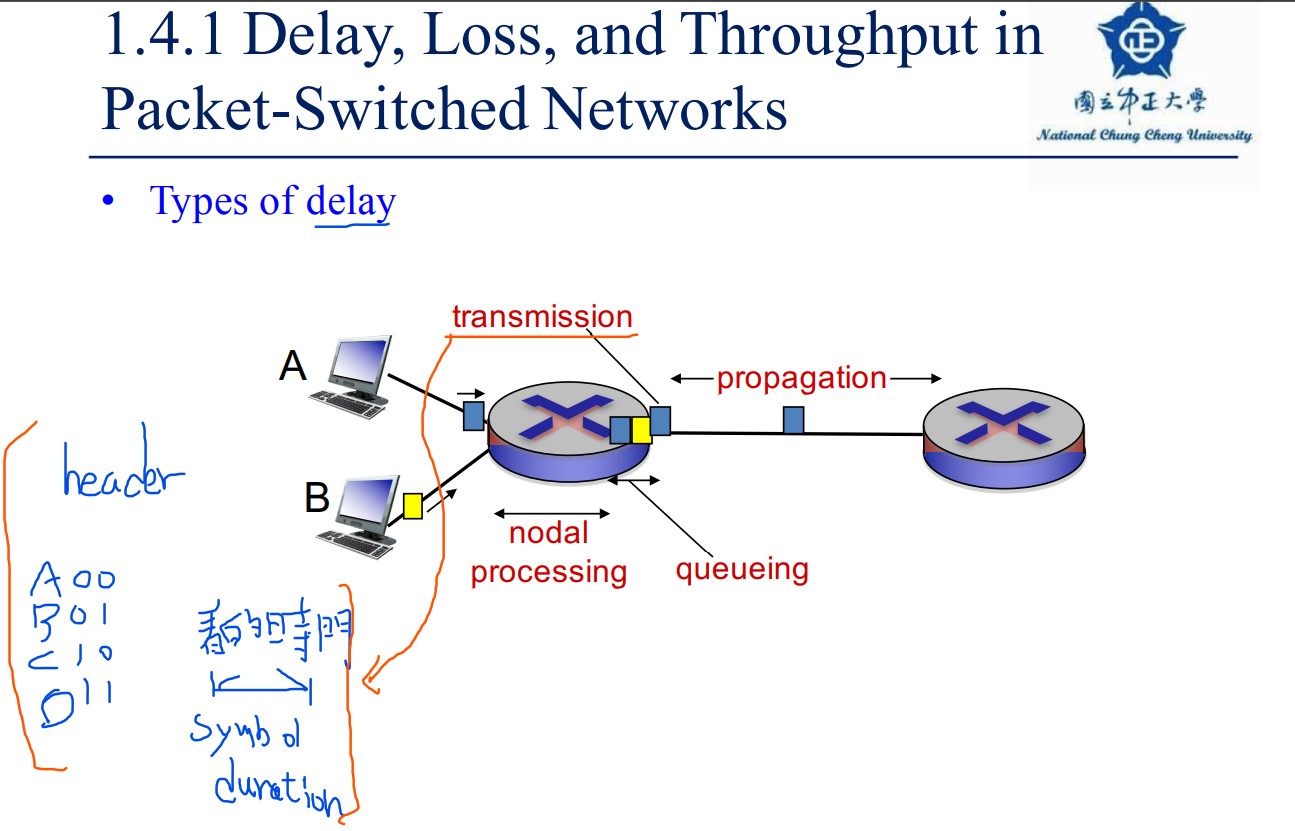 1.4.1 Delay, Loss, and Throughput in
Packet-Switched Networks
國立中正大學
National Chung Cheng University
• Types of delay
transmission
A
propagation
B
nodal
processing
queueing
header
A 00
B 01
C 10
D 11
看的時間
symbol
duration